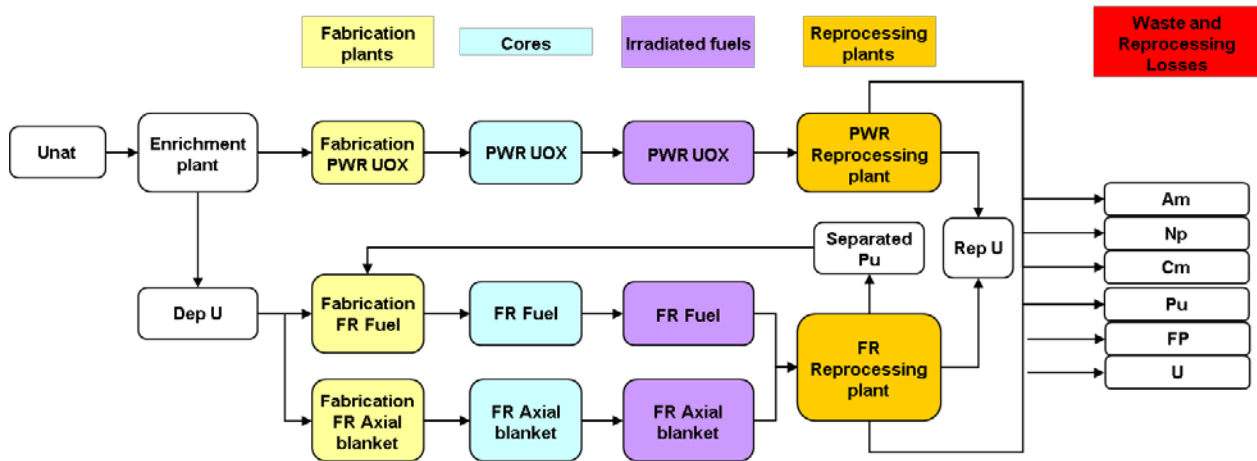 Fabrication
plants
Cores
Irradiated fuels
Reprocessing
plants
Waste and
Reprocessing
Losses
Unat
Enrichment
plant
Fabrication
PWR UOX
PWR UOX
PWR UOX
PWR
Reprocessing
plant
Am
Np
Cm
Pu
FP
U
Separated
Pu
Rep U
Dep U
Fabrication
FR Fuel
FR Fuel
FR Fuel
FR
Reprocessing
plant
Fabrication
FR Axial
blanket
FR Axial
blanket
FR Axial
blanket